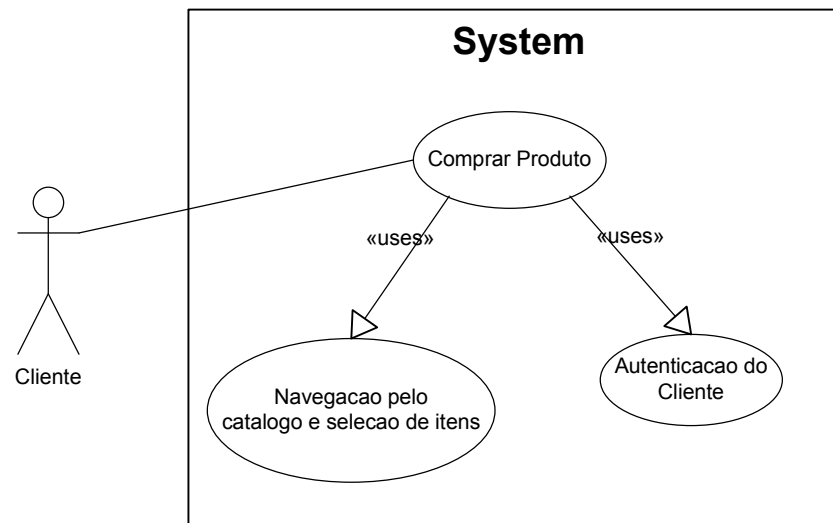 System
Comprar Produto
«uses»
«uses»
Cliente
Navegacao pelo
catalogo e selecao de itens
Autenticacao do
Cliente